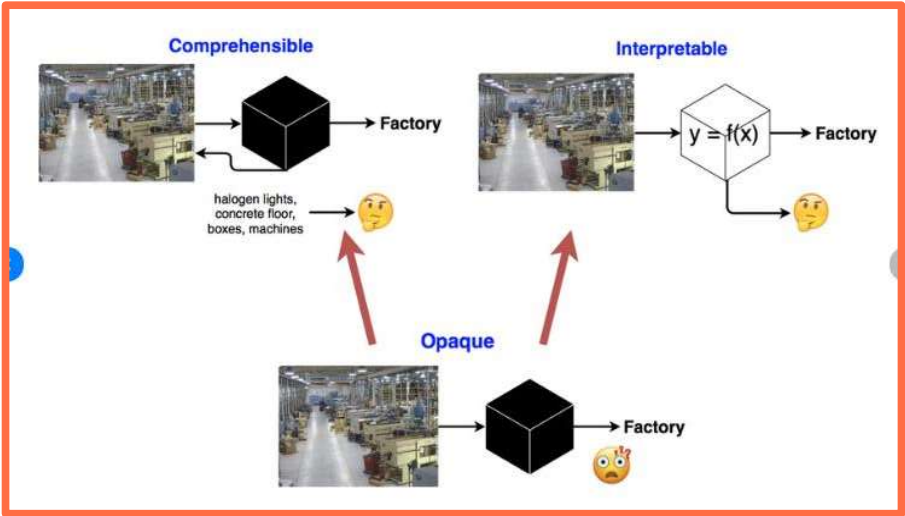 Comprehensible
Interpretable
Factory
y = f(x)
Factory
halogen lights,
concrete floor,
boxes, machines
Opaque
Factory